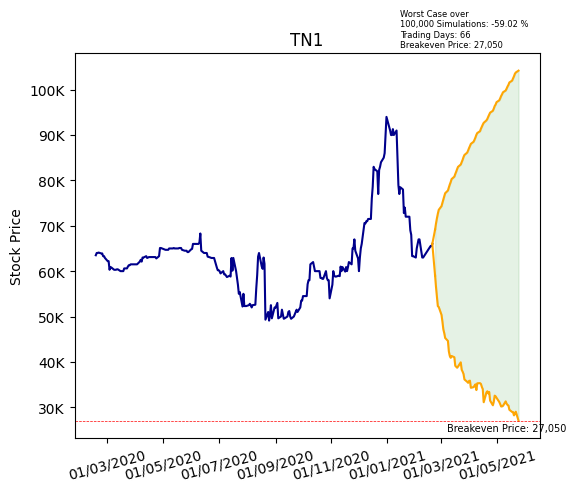 Worst Case over
100,000 Simulations: -59.02 %
Trading Days: 66
Breakeven Price: 27,050
TN1
Stock Price
100K
90K
80K
70K
60K
50K
40K
30K
Breakeven Price: 27,050
01/03/2020 01/05/2020 01/07/2020 01/09/2020 01/11/2020 01/01/2021 01/03/2021 01/05/2021